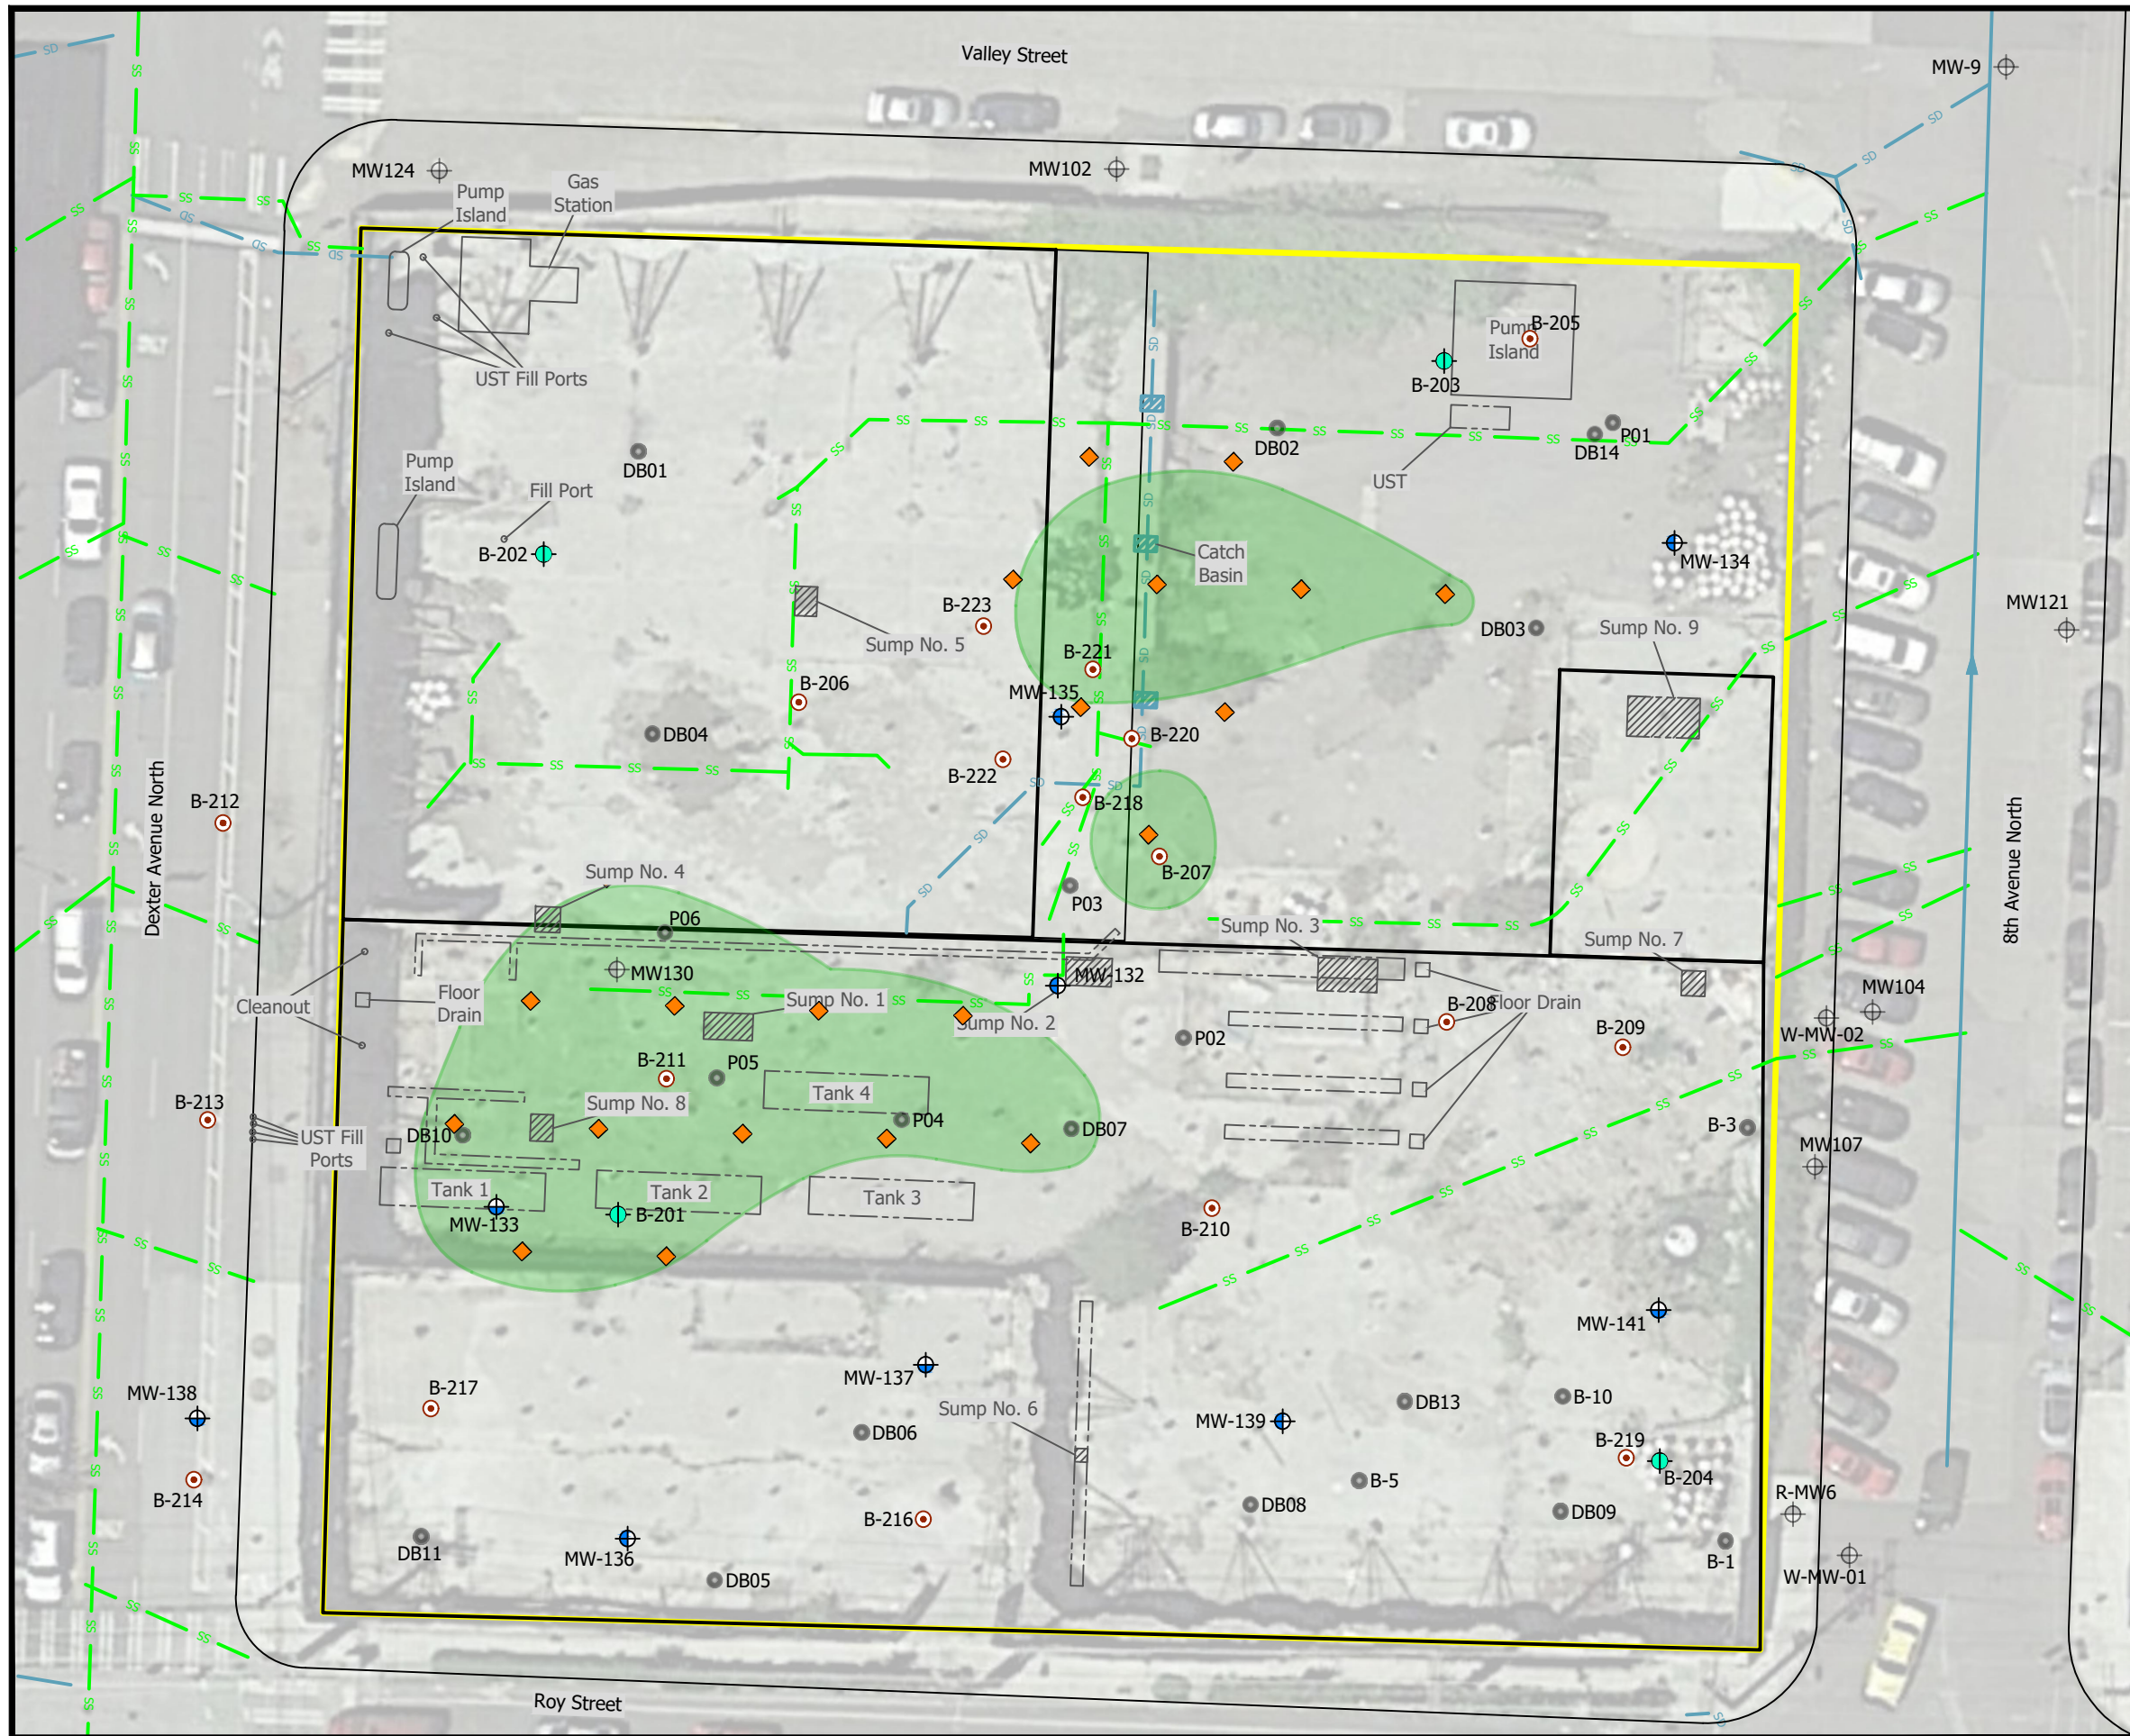 Valley Street
MW-9
SD
SS
MW124
MW102
Pump
Island
Gas
Station
UST Fill Ports
B-205
Pump
Island
B-203
DB02
P01
DB14
UST
DB01
Pump
Island
Fill Port
B-202
Catch
Basin
MW-134
MW121
B-223
Sump No. 5
DB03
Sump No. 9
B-221
B-206
MW-135
DB04
B-220
B-222
B-212
B-218
Dexter Avenue North
8th Avenue North
Sump No. 4
B-207
P03
P06
Sump No. 3
Sump No. 7
MW130
MW-132
Cleanout
Floor
Drain
Sump No. 1
Sump No. 2
B-208
Floor Drain
MW104
W-MW-02
B-209
P02
B-211
P05
Tank 4
Sump No. 8
B-213
DB10
P04
DB07
B-3
UST Fill
Ports
MW107
Tank 1
Tank 2
Tank 3
MW-133
B-201
B-210
MW-141
MW-137
B-217
MW-138
Sump No. 6
MW-139
DB13
B-10
DB06
B-219
B-204
B-214
B-5
R-MW6
DB08
DB09
B-216
DB11
MW-136
B-1
W-MW-01
DB05
Roy Street